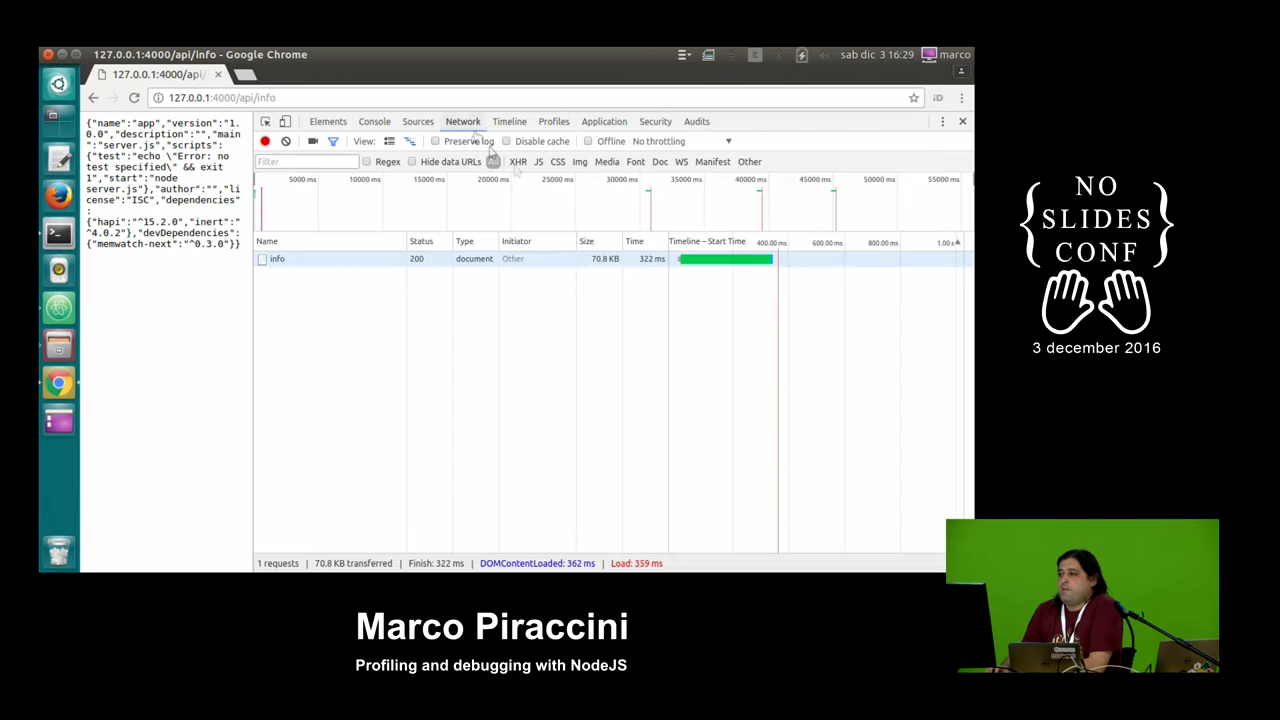 127.0.0.1:4000/api/info - Google Chrome
sab dic 3 16:29 marco
127.0.0.1:4000/api/
127.0.0.1:4000/api/info
{"name":"app","version":"1.
0.0","description":"","main
":"server.js","scripts":
{"test":"echo \"Error: no
test specified\" && exit
1","start":"node
server.js"},"author":"","li
cense":"ISC","dependencies"
:
{"hapi":"^15.2.0","inert":"
^4.0.2"},"devDependencies":
{"memwatch-next":"^0.3.0"}}
Elements Console Sources Network Timeline Profiles Application Security Audits
View: Preserve log Disable cache Offline No throttling
Filter Regex Hide data URLs All XHR JS CSS Img Media Font Doc WS Manifest Other
5000 ms 10000 ms 15000 ms 20000 ms 25000 ms 30000 ms 35000 ms 40000 ms 45000 ms 50000 ms 55000 ms
Name Status Type Initiator Size Time Timeline – Start Time 400.00 ms 600.00 ms 800.00 ms 1.00 s
info 200 document Other 70.8 KB 322 ms
1 requests | 70.8 KB transferred | Finish: 322 ms | DOMContentLoaded: 362 ms | Load: 359 ms
NO
SLIDES
CONF
3 december 2016
Marco Piraccini
Profiling and debugging with NodeJS